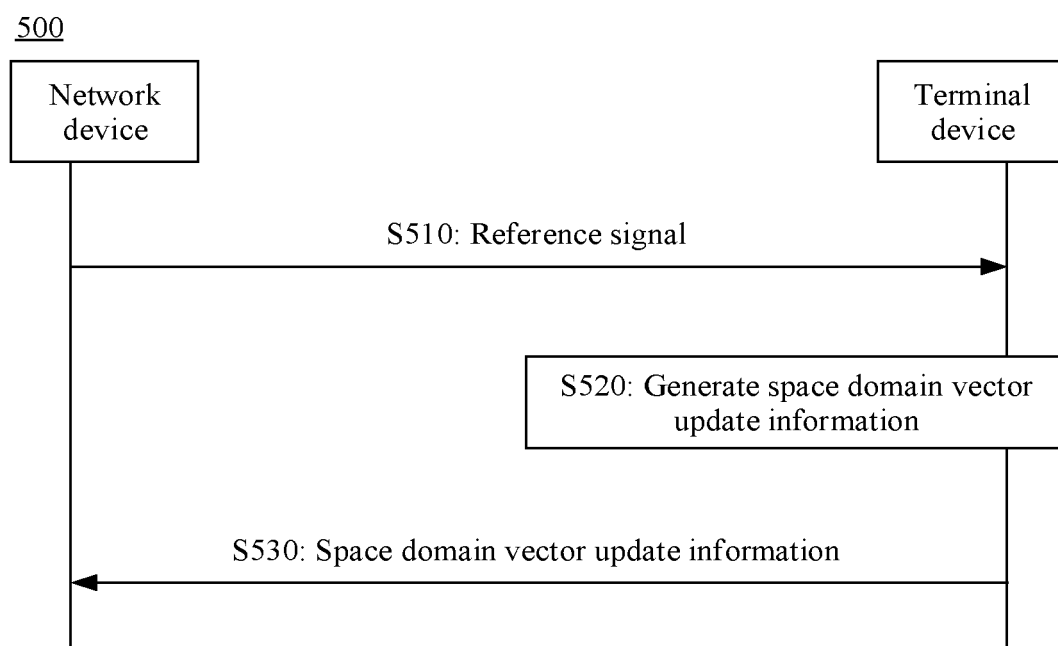 500
Network
device
Terminal
device
S510: Reference signal
S520: Generate space domain vector
update information
S530: Space domain vector update information